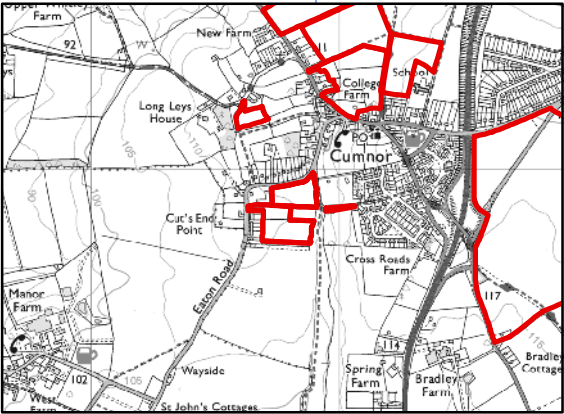 Upper Whitley
Farm
92
New Farm
11
School
College
Farm
Long Leys
House
105
110
PO
Cumnor
Cut's End
Point
90
100
Cross Roads
Farm
Eaton Road
Manor
Farm
117
116
114
Bradley
Cottage
Wayside
Spring
Farm
Bradley
Farm
102
105
West
Farm
St John's Cottages